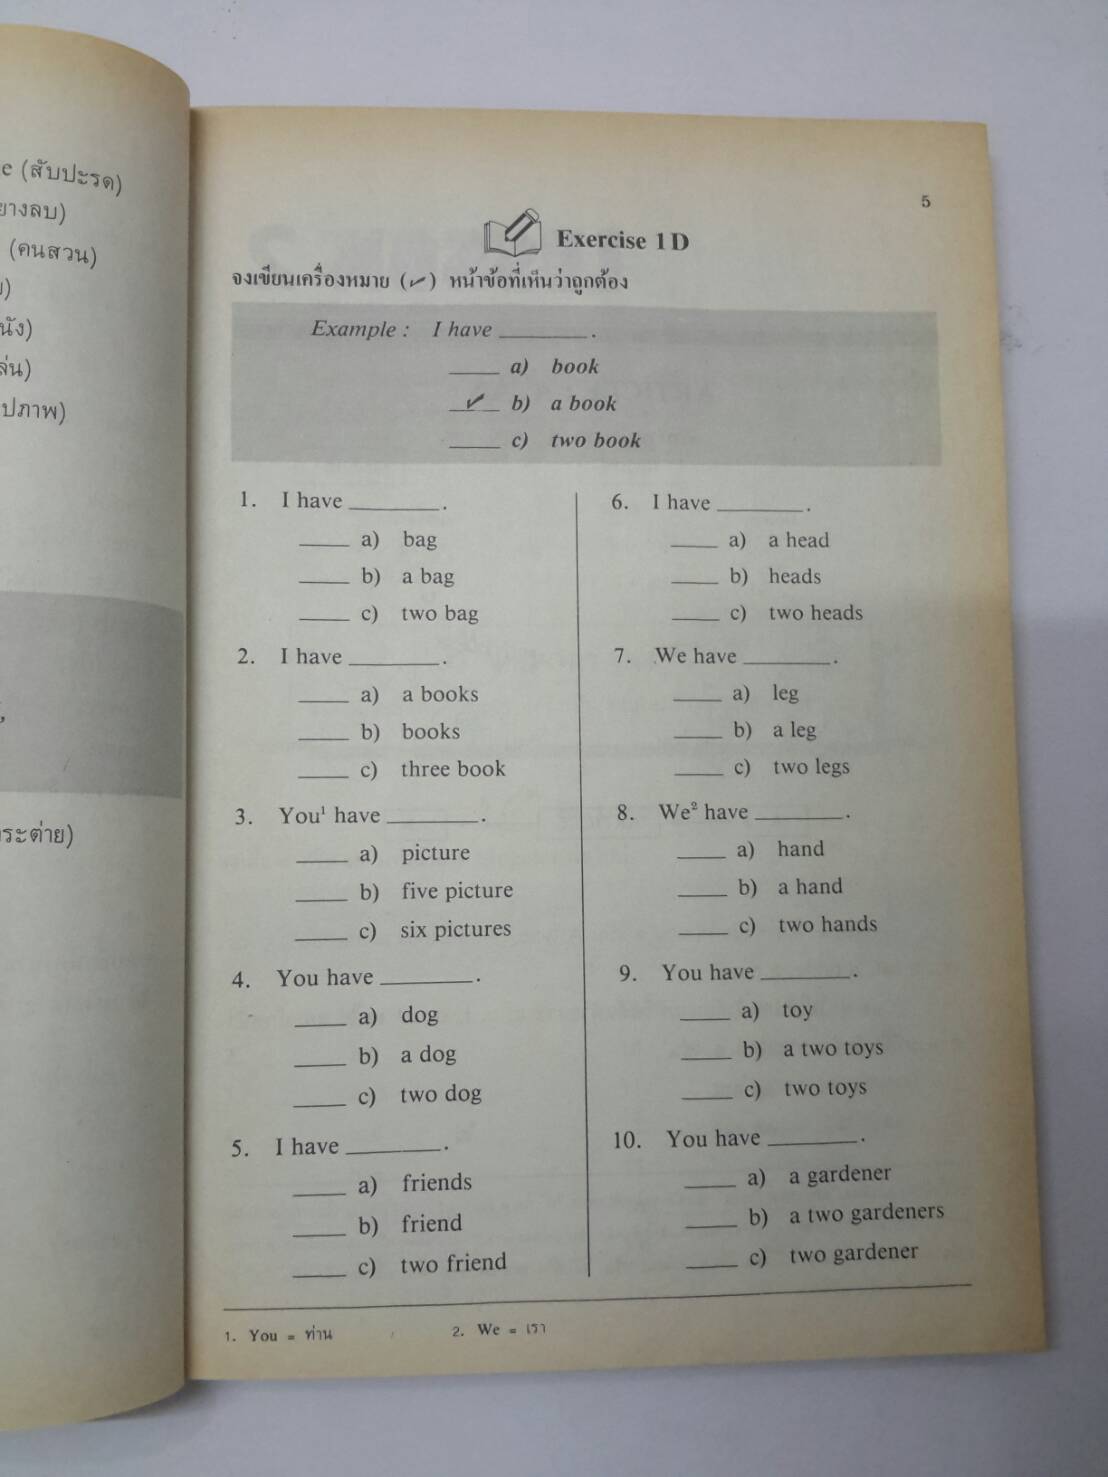 e (สับปะรด)
ยางลบ)
(คนสวน)
นัง)
ล่น)
ปภาพ)
ระต่าย)
5
Exercise 1D
จงเขียนเครื่องหมาย (✓) หน้าข้อที่เห็นว่าถูกต้อง
Example : I have ________.
____ a) book
✓ b) a book
____ c) two book
1. I have ________.
____ a) bag
____ b) a bag
____ c) two bag
2. I have ________.
____ a) a books
____ b) books
____ c) three book
3. You¹ have ________.
____ a) picture
____ b) five picture
____ c) six pictures
4. You have ________.
____ a) dog
____ b) a dog
____ c) two dog
5. I have ________.
____ a) friends
____ b) friend
____ c) two friend
6. I have ________.
____ a) a head
____ b) heads
____ c) two heads
7. We have ________.
____ a) leg
____ b) a leg
____ c) two legs
8. We² have ________.
____ a) hand
____ b) a hand
____ c) two hands
9. You have ________.
____ a) toy
____ b) a two toys
____ c) two toys
10. You have ________.
____ a) a gardener
____ b) a two gardeners
____ c) two gardener
1. You = ท่าน
2. We = เรา